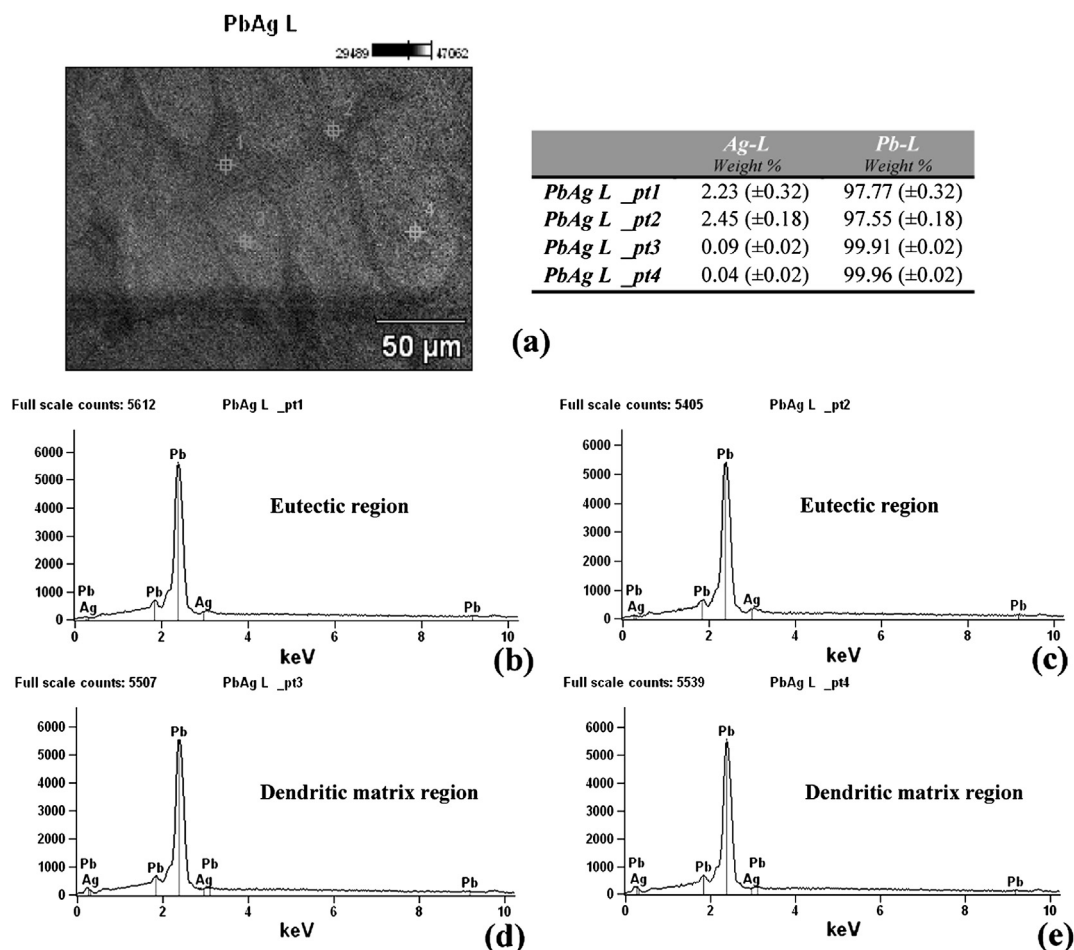 PbAg L
29489 47062
1
2
3
4
50 µm
Ag-L Pb-L
Weight % Weight %
PbAg L _pt1 2.23 (±0.32) 97.77 (±0.32)
PbAg L _pt2 2.45 (±0.18) 97.55 (±0.18)
PbAg L _pt3 0.09 (±0.02) 99.91 (±0.02)
PbAg L _pt4 0.04 (±0.02) 99.96 (±0.02)
(a)
Full scale counts: 5612 PbAg L _pt1
6000
5000
4000
3000
2000
1000
0
Pb
Eutectic region
Pb
Ag
Pb
Ag
Pb
0 2 4 6 8 10
keV
(b)
Full scale counts: 5405 PbAg L _pt2
6000
5000
4000
3000
2000
1000
0
Pb
Eutectic region
Pb
Ag
Pb
Ag
Pb
0 2 4 6 8 10
keV
(c)
Full scale counts: 5507 PbAg L _pt3
6000
5000
4000
3000
2000
1000
0
Pb
Dendritic matrix region
Pb
Ag
Pb
Pb
Ag
Pb
0 2 4 6 8 10
keV
(d)
Full scale counts: 5539 PbAg L _pt4
6000
5000
4000
3000
2000
1000
0
Pb
Dendritic matrix region
Pb
Ag
Pb
Pb
Ag
Pb
0 2 4 6 8 10
keV
(e)